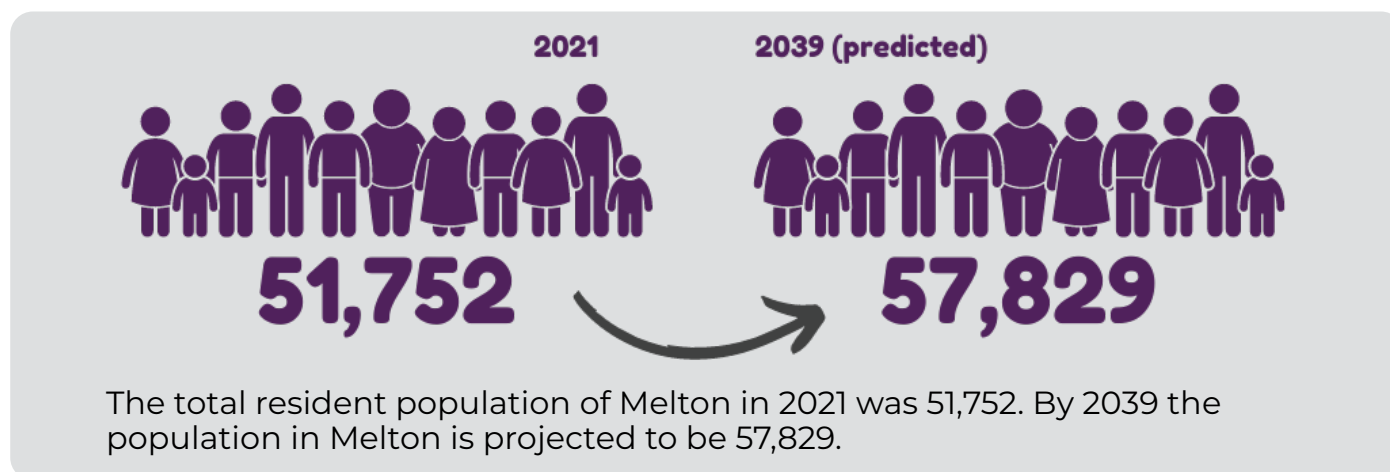 2021
2039 (predicted)
51,752
57,829
The total resident population of Melton in 2021 was 51,752. By 2039 the
population in Melton is projected to be 57,829.